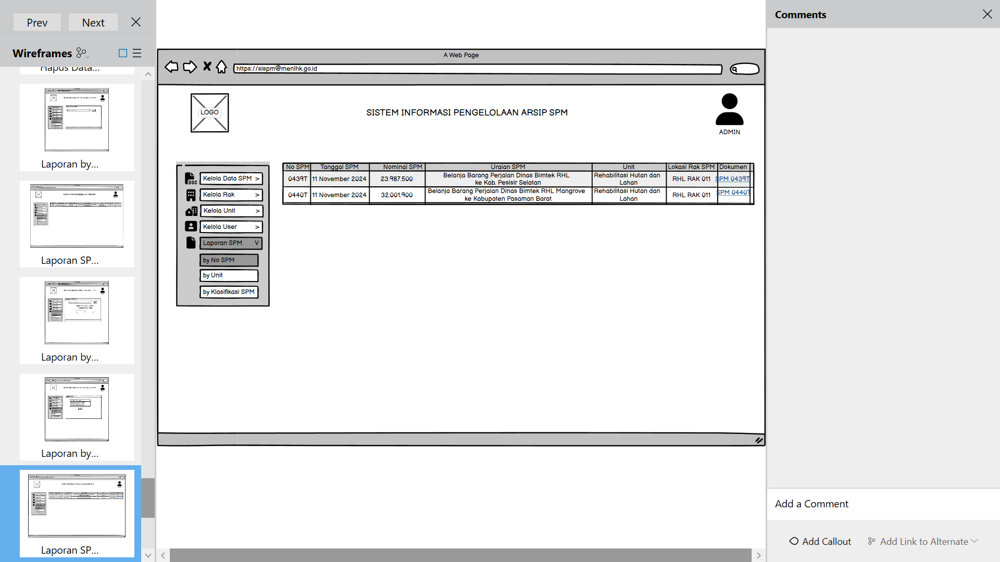 Prev Next
Wireframes
Hapus Data...
Laporan by...
Laporan SP...
Laporan by...
Laporan by...
Laporan SP...
A Web Page
https://sispm@menlhk.go.id
LOGO
SISTEM INFORMASI PENGELOLAAN ARSIP SPM
ADMIN
DOC
Kelola Data SPM >
Kelola Rak >
Kelola Unit >
Kelola User >
Laporan SPM V
by No SPM
by Unit
by Klasifikasi SPM
No SPM Tanggal SPM Nominal SPM Uraian SPM Unit Lokasi Rak SPM Dokumen
0439T 11 November 2024 23.987.500 Belanja Barang Perjalan Dinas Bimtek RHL
ke Kab. Pesisir Selatan Rehabilitasi Hutan dan
Lahan RHL RAK 011 SPM 0439T
0440T 11 November 2024 32.001.900 Belanja Barang Perjalan Dinas Bimtek RHL Mangrove
ke Kabupaten Pasaman Barat Rehabilitasi Hutan dan
Lahan RHL RAK 011 SPM 0440T
Comments
Add a Comment
Add Callout Add Link to Alternate